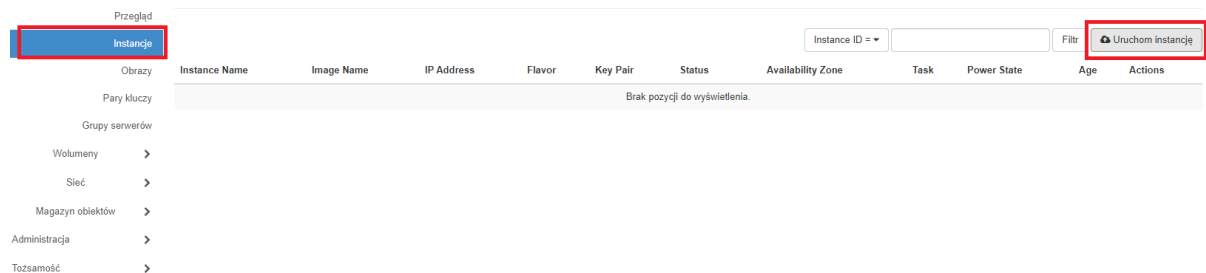 Przegląd
Instancje
Obrazy
Pary kluczy
Grupy serwerów
Wolumeny
Sieć
Magazyn obiektów
Administracja
Tożsamość
Instance ID = Filtr Uruchom instancję
Instance Name Image Name IP Address Flavor Key Pair Status Availability Zone Task Power State Age Actions
Brak pozycji do wyświetlenia.